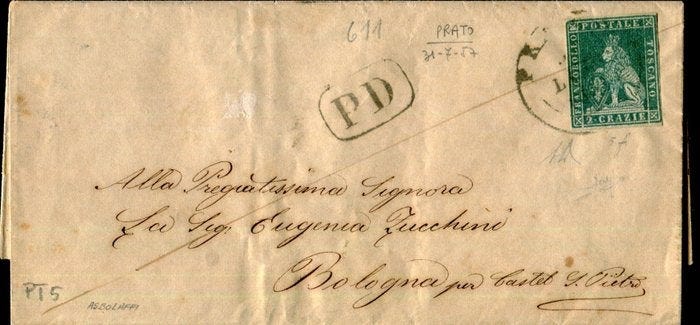 611
PRATO
31-7-57
PD
FRANCOBOLLO
POSTALE
TOSCANO
2 CRAZIE
Alla Pregiatissima Signora
La Sig. Eugenia Zucchini
Bologna per Castel S. Pietro
PT5
ASBOLAFFI